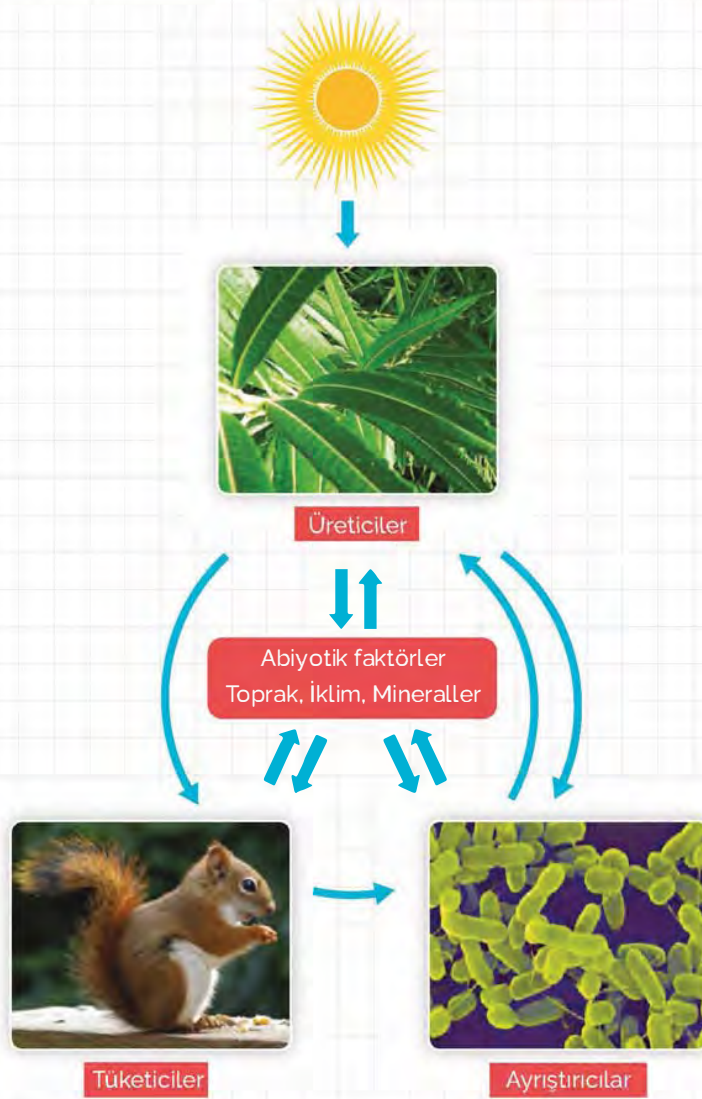 Üreticiler
Abiyotik faktörler
Toprak, İklim, Mineraller
Tüketiciler
Ayrıştırıcılar